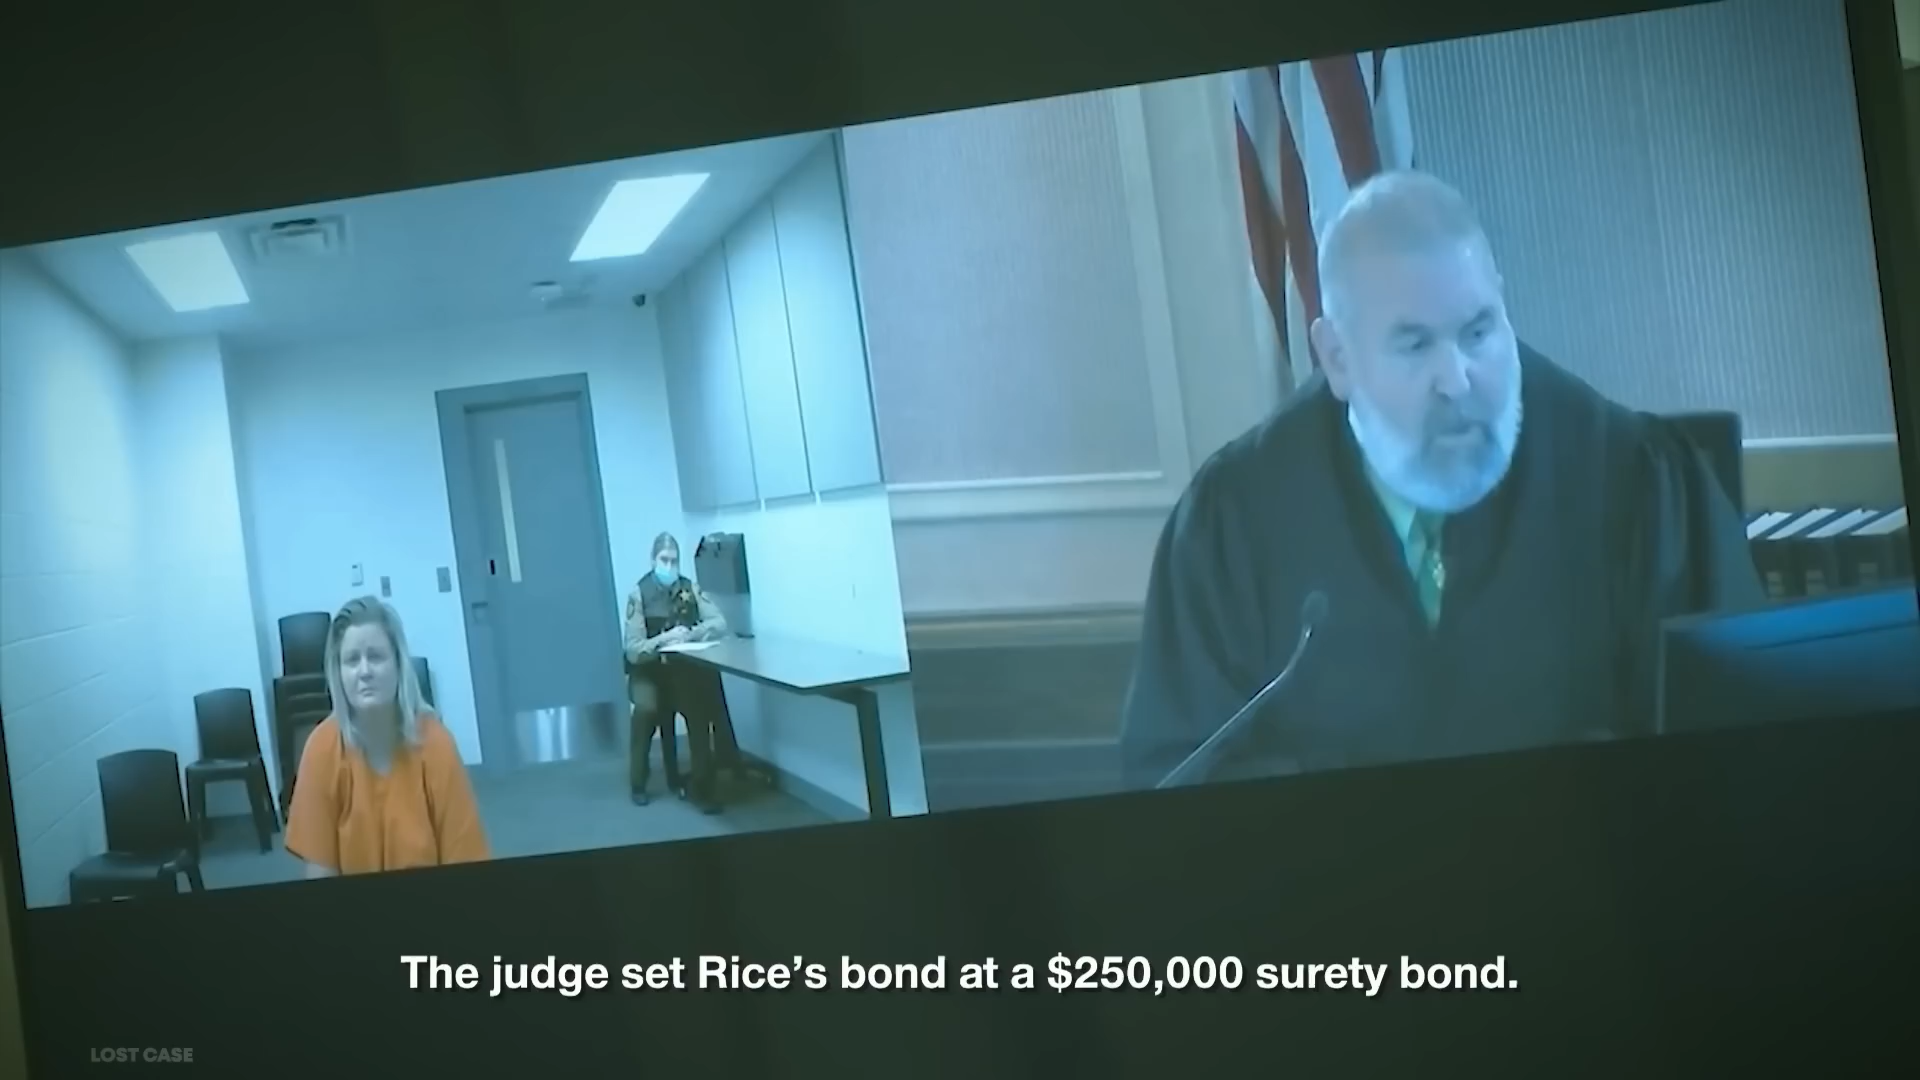 The judge set Rice’s bond at a $250,000 surety bond.
LOST CASE